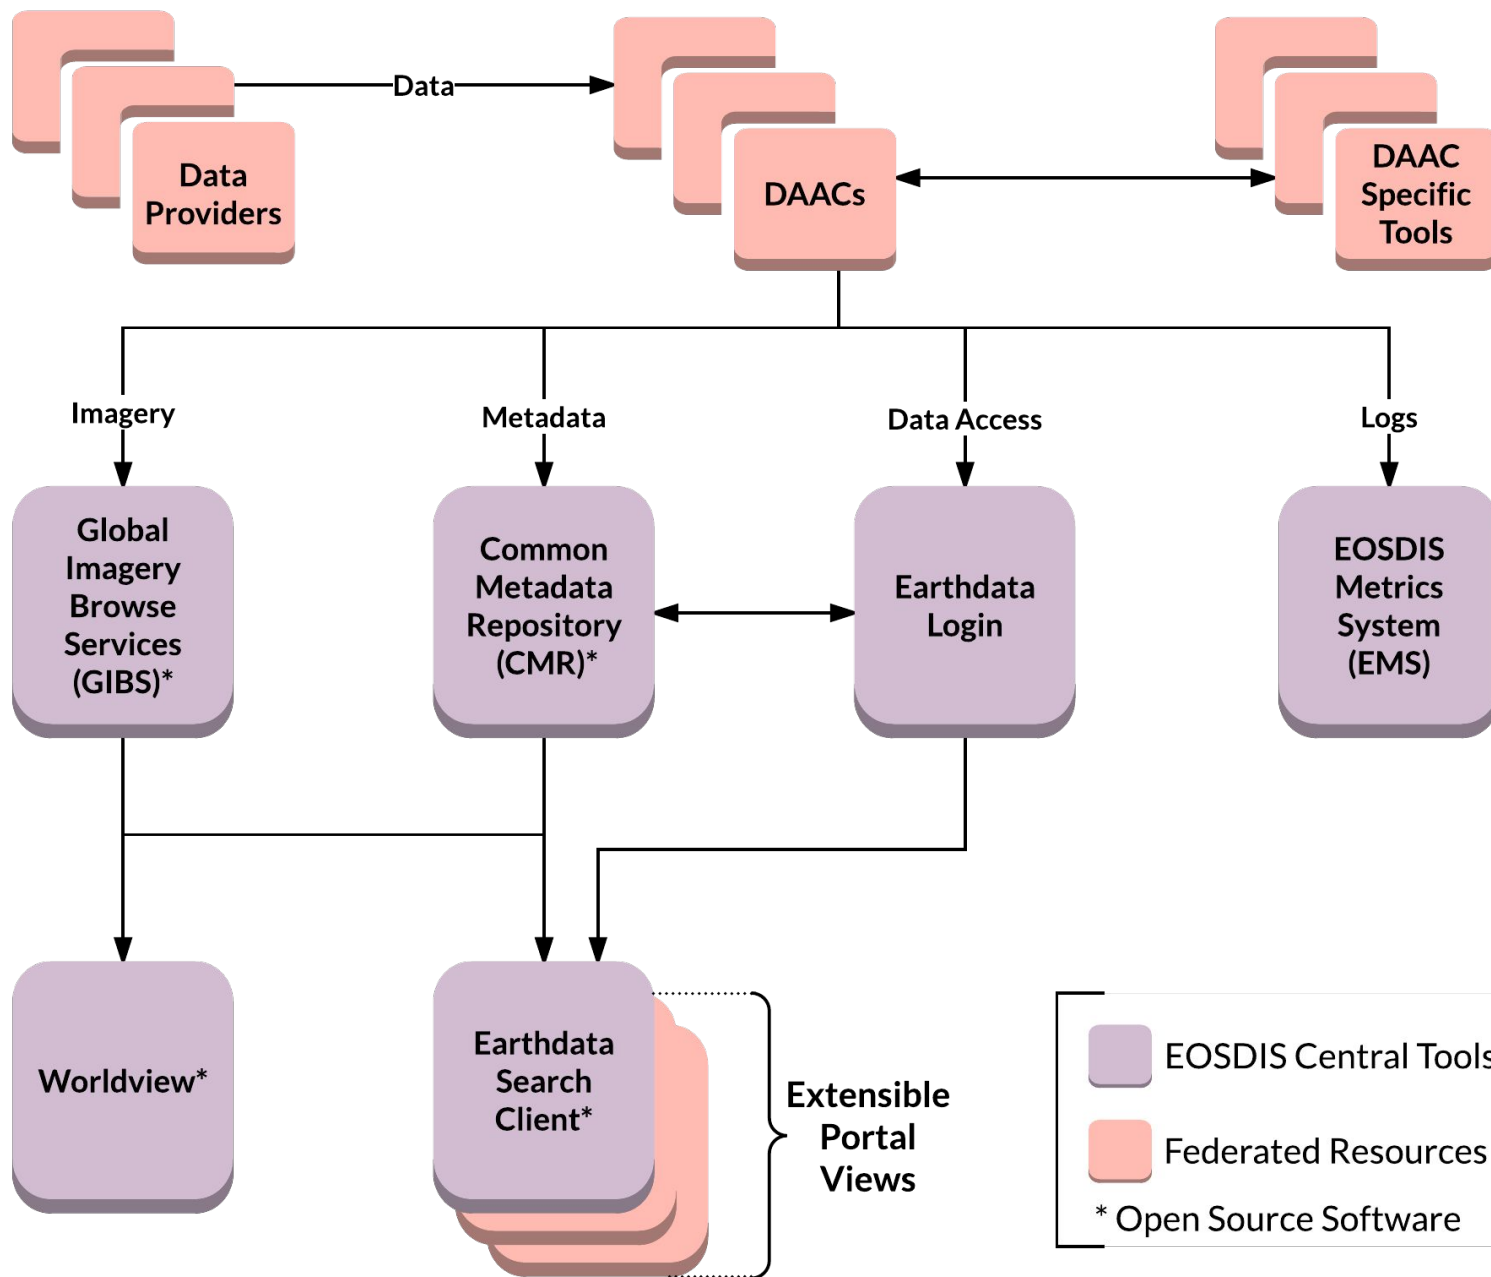 Data
Data
Providers
DAACs
DAAC
Specific
Tools
Imagery
Metadata
Data Access
Logs
Global
Imagery
Browse
Services
(GIBS)*
Common
Metadata
Repository
(CMR)*
Earthdata
Login
EOSDIS
Metrics
System
(EMS)
Worldview*
Earthdata
Search
Client*
Extensible
Portal
Views
EOSDIS Central Tools
Federated Resources
* Open Source Software